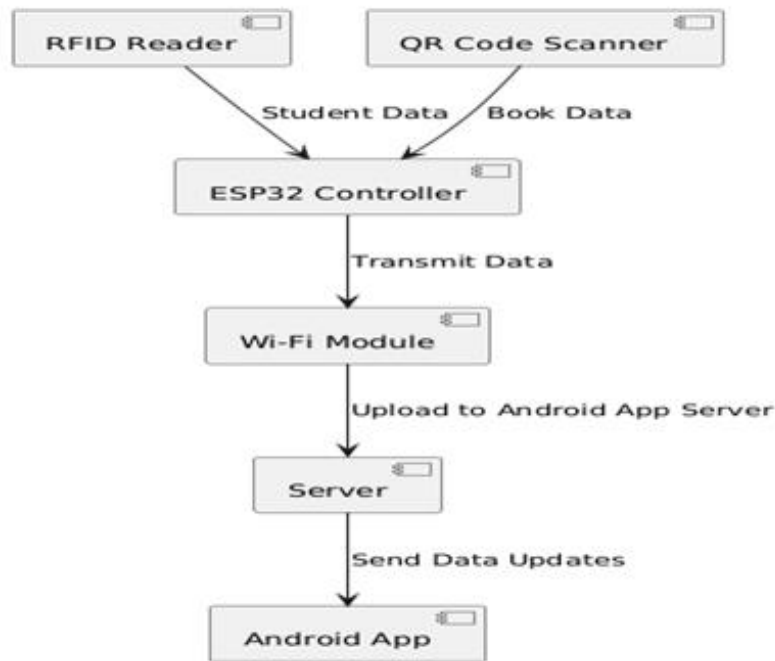 RFID Reader
QR Code Scanner
Student Data
Book Data
ESP32 Controller
Transmit Data
Wi-Fi Module
Upload to Android App Server
Server
Send Data Updates
Android App